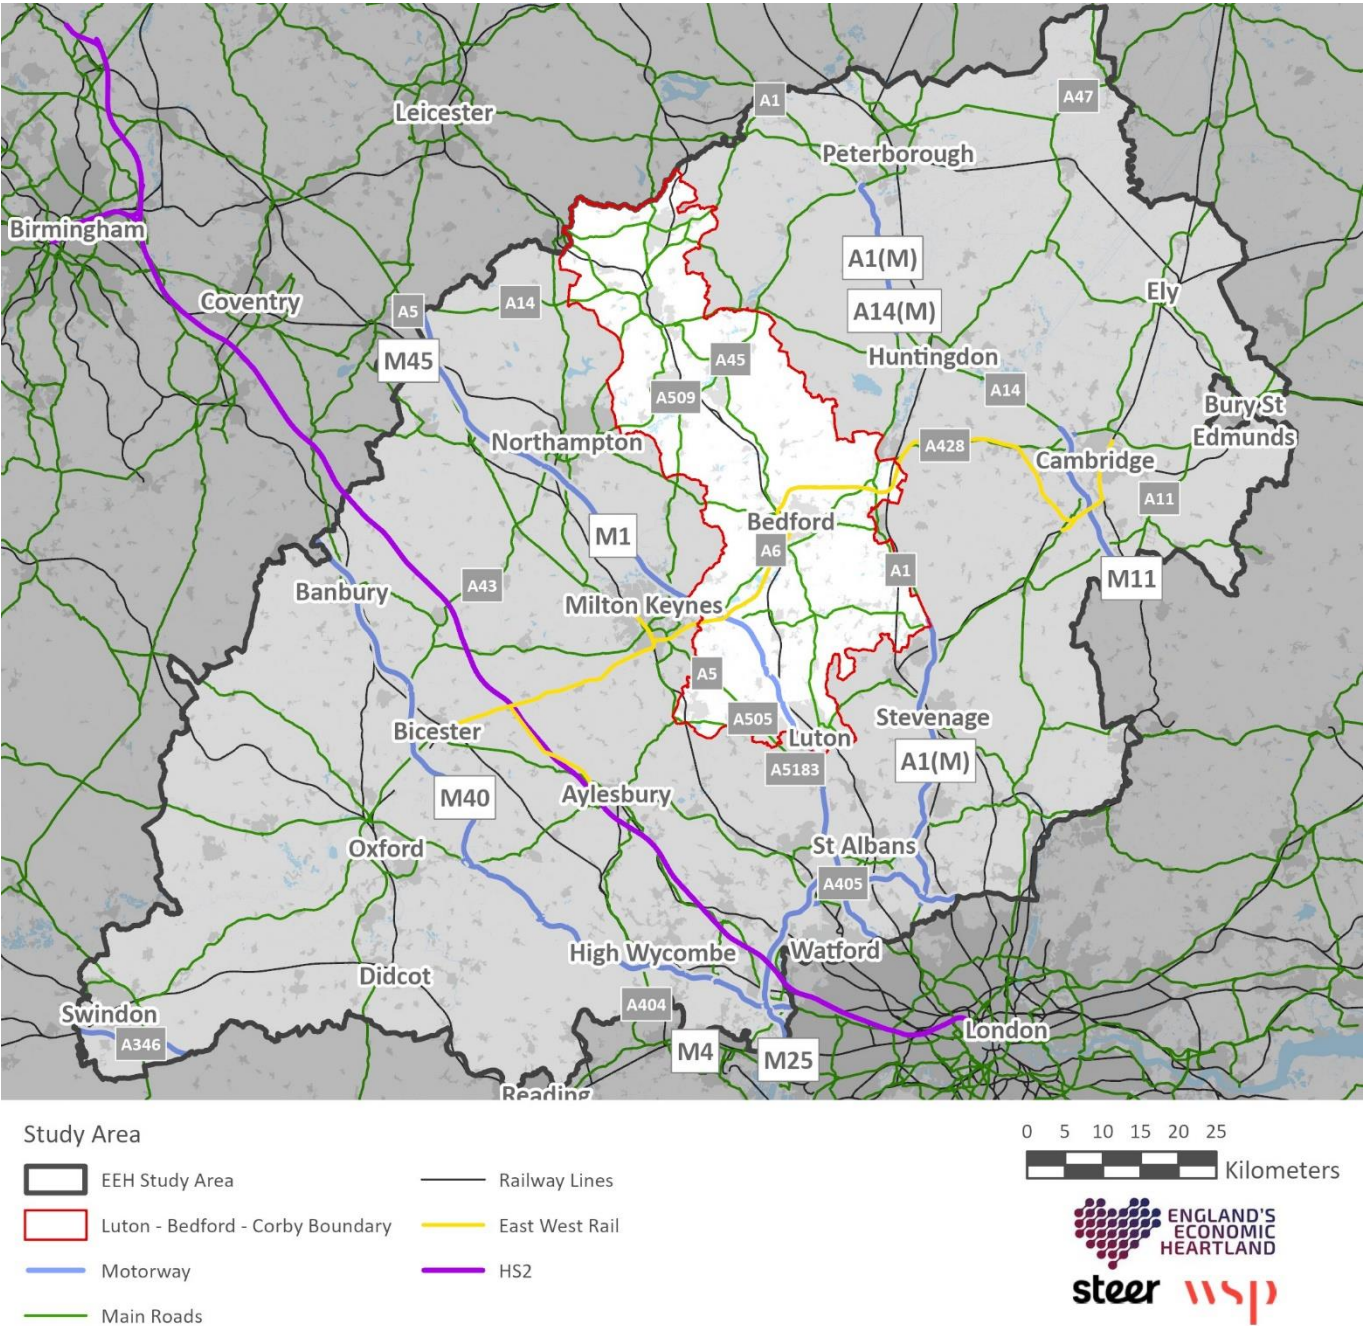 A1
A47
Leicester
Peterborough
Birmingham
A1(M)
Coventry
A5
A14
A14(M)
Ely
M45
A45
Huntingdon
A509
A14
Bury St
Edmunds
Northampton
A428
Cambridge
A11
M1
Bedford
A6
A1
M11
Banbury
A43
Milton Keynes
A5
A505
Stevenage
Bicester
Luton
A5183
A1(M)
M40
Aylesbury
Oxford
St Albans
A405
High Wycombe
Watford
Didcot
A404
Swindon
A346
London
M4
M25
Reading
Study Area
EEH Study Area
Luton - Bedford - Corby Boundary
Motorway
Main Roads
Railway Lines
East West Rail
HS2
0 5 10 15 20 25
Kilometers
ENGLAND'S
ECONOMIC
HEARTLAND
steer wsp